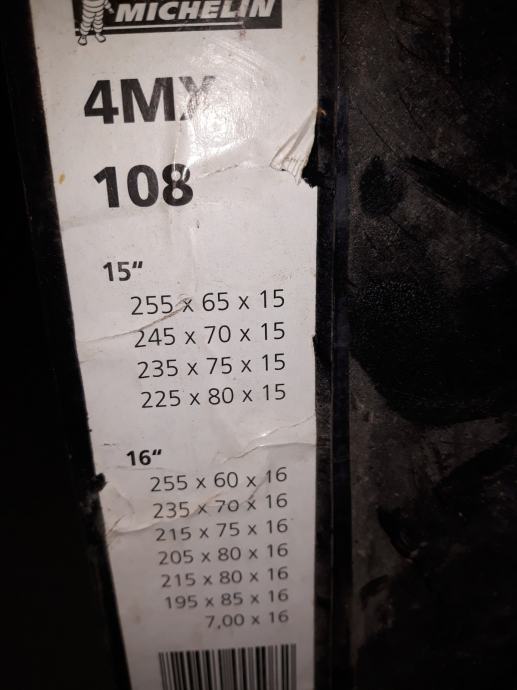 MICHELIN
4MX
108
15“
255 x 65 x 15
245 x 70 x 15
235 x 75 x 15
225 x 80 x 15
16“
255 x 60 x 16
235 x 70 x 16
215 x 75 x 16
205 x 80 x 16
215 x 80 x 16
195 x 85 x 16
7,00 x 16